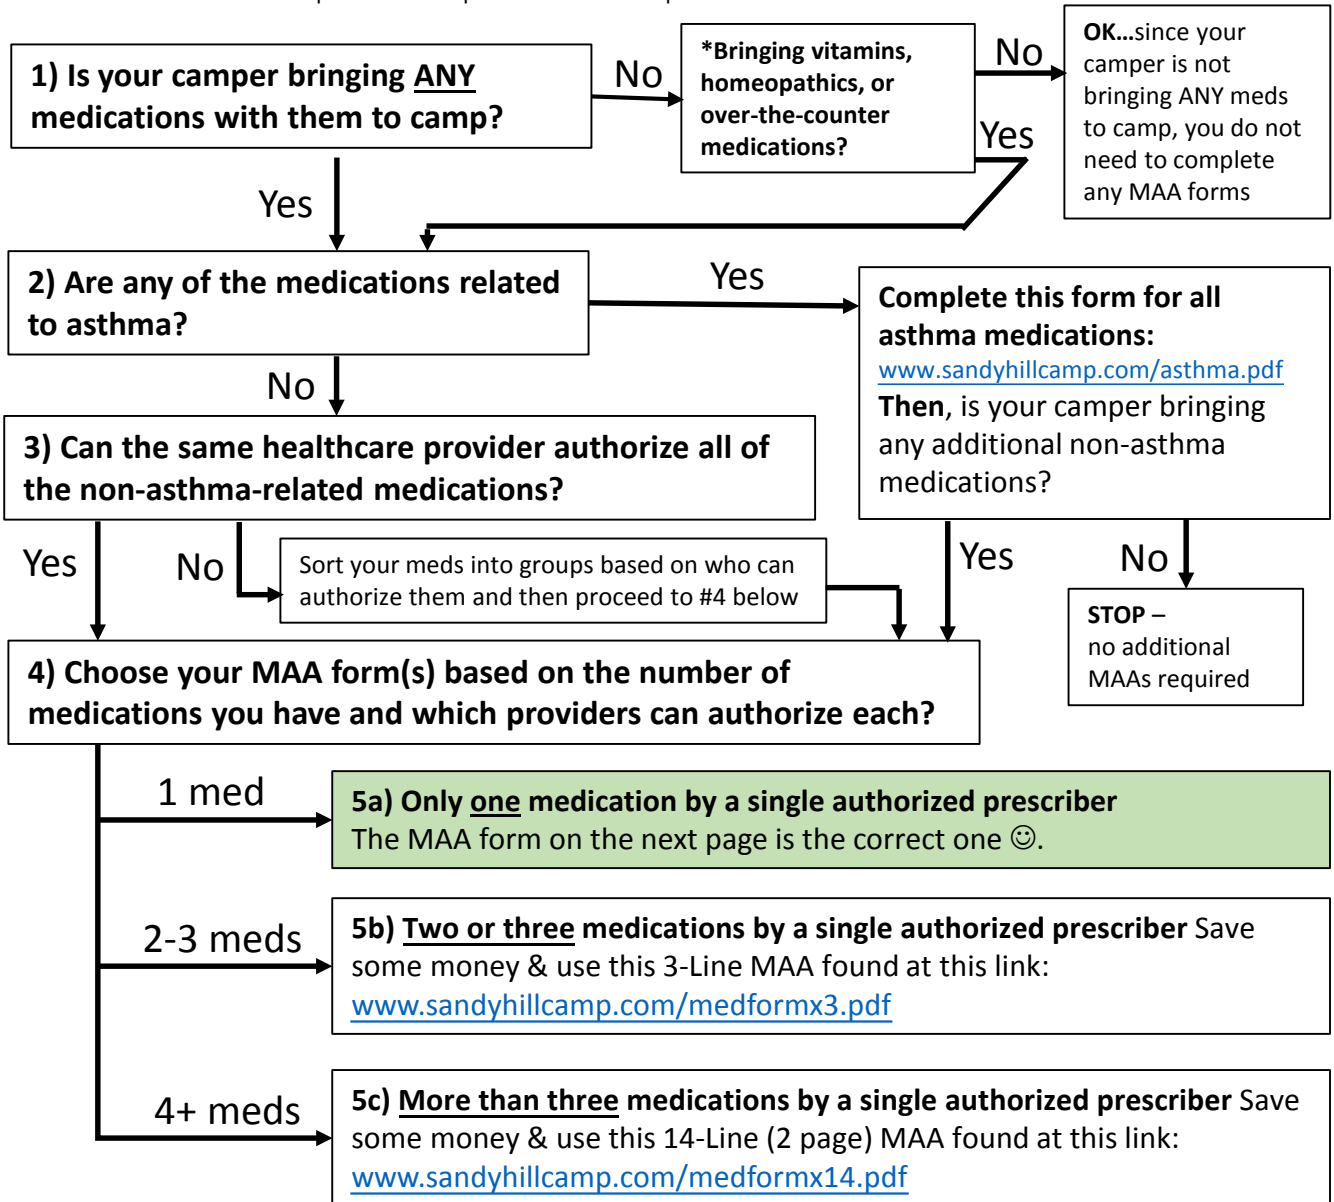 1) Is your camper bringing ANY
medications with them to camp?
No
*Bringing vitamins,
homeopathics, or
over-the-counter
medications?
No
Yes
OK...since your
camper is not
bringing ANY meds
to camp, you do not
need to complete
any MAA forms
Yes
2) Are any of the medications related
to asthma?
Yes
Complete this form for all
asthma medications:
www.sandyhillcamp.com/asthma.pdf
Then, is your camper bringing
any additional non-asthma
medications?
No
3) Can the same healthcare provider authorize all of
the non-asthma-related medications?
Yes
No
Sort your meds into groups based on who can
authorize them and then proceed to #4 below
Yes
No
STOP –
no additional
MAAs required
4) Choose your MAA form(s) based on the number of
medications you have and which providers can authorize each?
1 med
5a) Only one medication by a single authorized prescriber
The MAA form on the next page is the correct one ☺.
2-3 meds
5b) Two or three medications by a single authorized prescriber Save
some money & use this 3-Line MAA found at this link:
www.sandyhillcamp.com/medformx3.pdf
4+ meds
5c) More than three medications by a single authorized prescriber Save
some money & use this 14-Line (2 page) MAA found at this link:
www.sandyhillcamp.com/medformx14.pdf